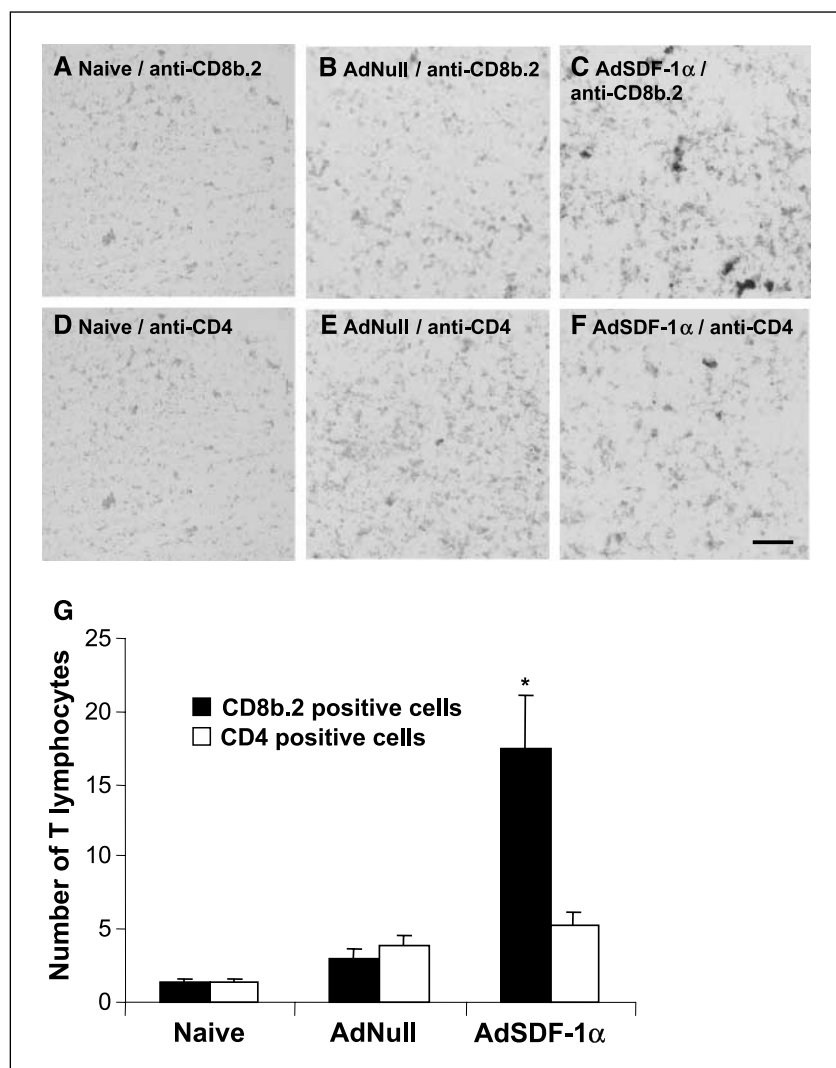 A Naive / anti-CD8b.2
B AdNull / anti-CD8b.2
C AdSDF-1α /
anti-CD8b.2
D Naive / anti-CD4
E AdNull / anti-CD4
F AdSDF-1α / anti-CD4
G
Number of T lymphocytes
25
20
15
10
5
0
*
CD8b.2 positive cells
CD4 positive cells
Naive
AdNull
AdSDF-1α